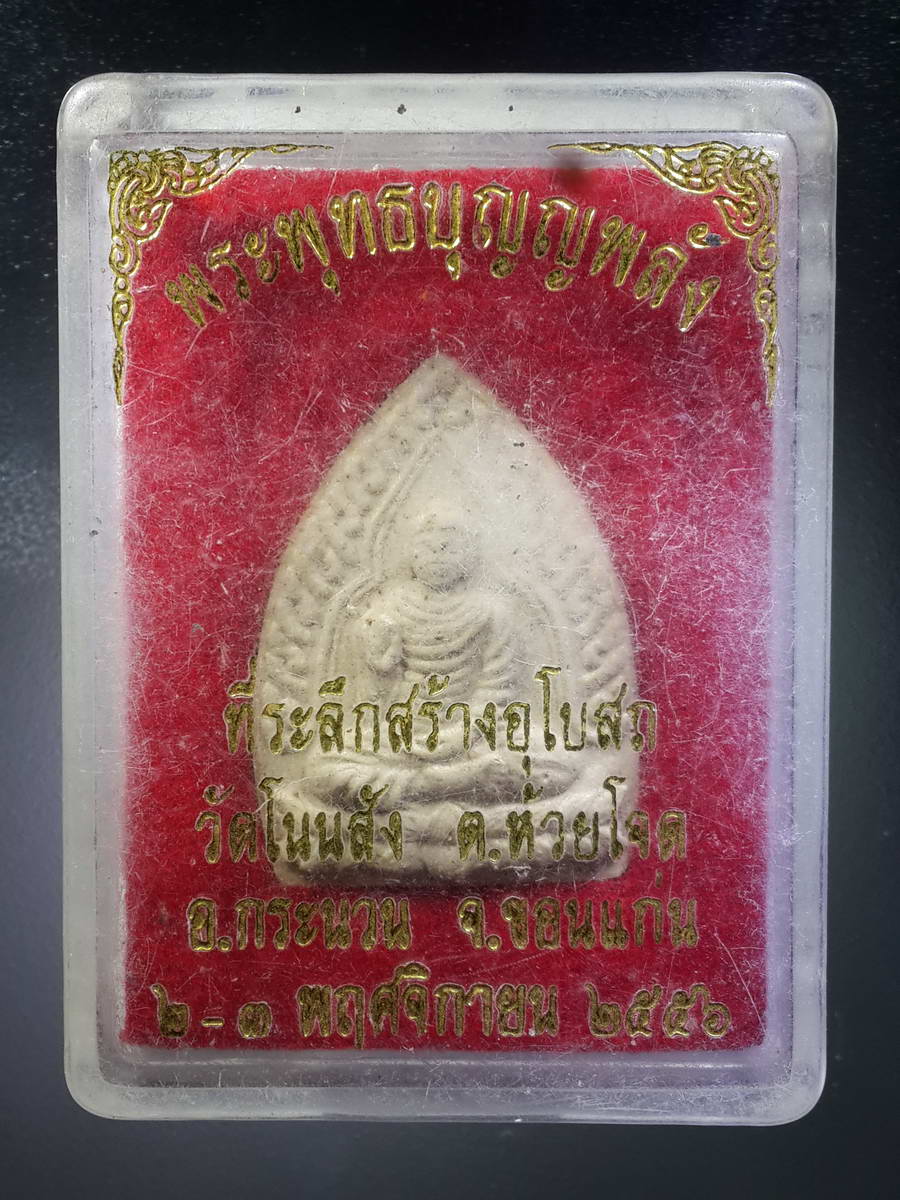 พระพุทธบุญญพลัง
ที่ระลึกสร้างอุโบสถ
วัดโนนสัง ต.ห้วยโจด
อ.กระนวน จ.ขอนแก่น
๒-๓ พฤศจิกายน ๒๕๕๖